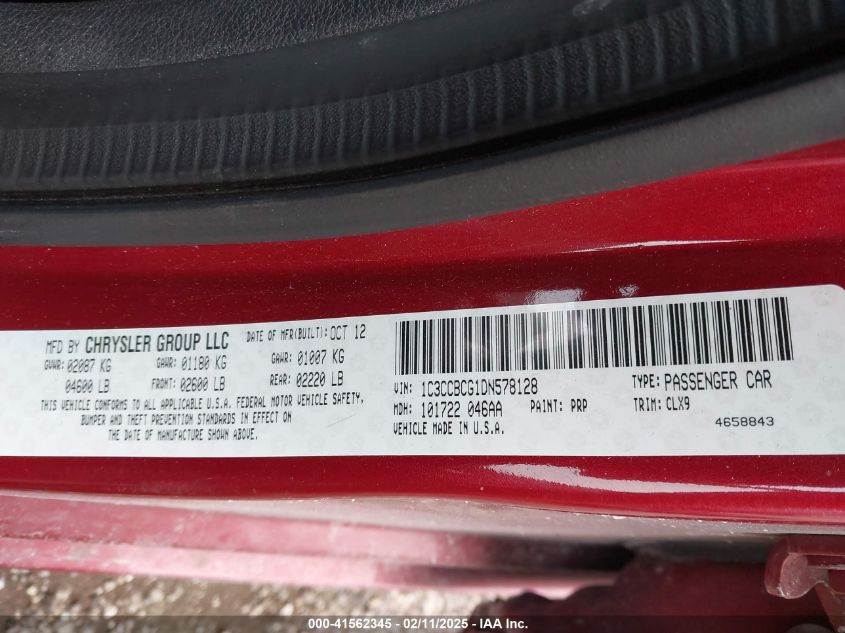 MFD BY CHRYSLER GROUP LLC DATE OF MFR(BUILT): OCT 12
GVWR: 02087 KG GAWR: 01180 KG GAWR: 01007 KG
04600 LB FRONT: 02600 LB REAR: 02220 LB
THIS VEHICLE CONFORMS TO ALL APPLICABLE U.S.A. FEDERAL MOTOR VEHICLE SAFETY,
BUMPER AND THEFT PREVENTION STANDARDS IN EFFECT ON
THE DATE OF MANUFACTURE SHOWN ABOVE.
VIN: 1C3CCBCG1DN578128 TYPE: PASSENGER CAR
MDH: 101722 046AA PAINT: PRP TRIM: CLX9
VEHICLE MADE IN U.S.A. 4658843
000-41562345 - 02/11/2025 - IAAI.com.